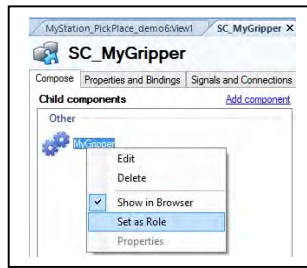 MyStation_PickPlace_demo6:View1 SC_MyGripper ×
SC_MyGripper
Compose Properties and Bindings Signals and Connections
Child components Add component
Other
MyGripper
Edit
Delete
Show in Browser
Set as Role
Properties